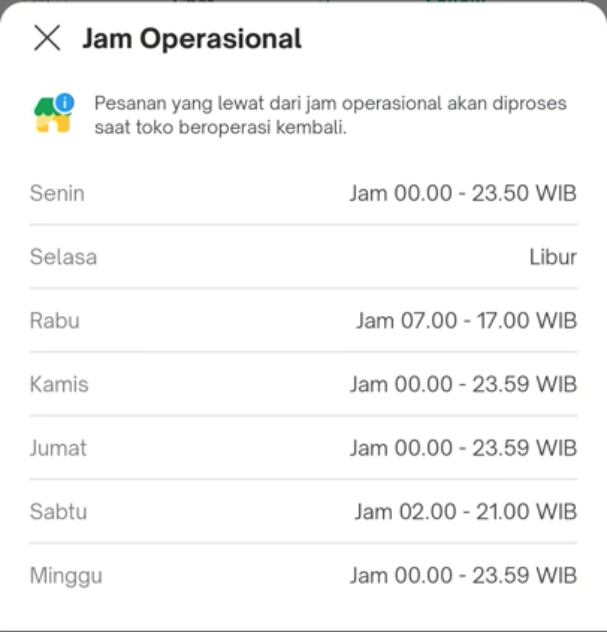 Jam Operasional
Pesanan yang lewat dari jam operasional akan diproses
saat toko beroperasi kembali.
Senin Jam 00.00 - 23.50 WIB
Selasa Libur
Rabu Jam 07.00 - 17.00 WIB
Kamis Jam 00.00 - 23.59 WIB
Jumat Jam 00.00 - 23.59 WIB
Sabtu Jam 02.00 - 21.00 WIB
Minggu Jam 00.00 - 23.59 WIB